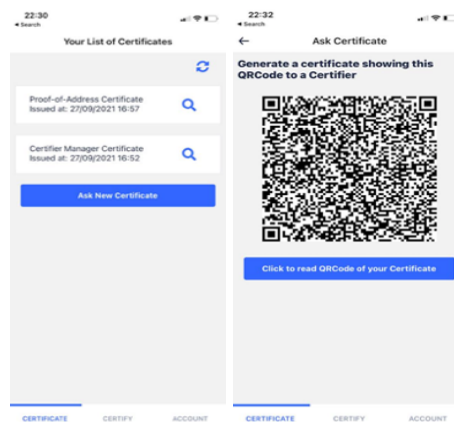 22:30
Search
Your List of Certificates
Proof-of-Address Certificate
Issued at: 27/09/2021 16:57
Certifier Manager Certificate
Issued at: 27/09/2021 16:52
Ask New Certificate
CERTIFICATE CERTIFY ACCOUNT
22:32
Search
Ask Certificate
Generate a certificate showing this
QRCode to a Certifier
Click to read QRCode of your Certificate
CERTIFICATE CERTIFY ACCOUNT